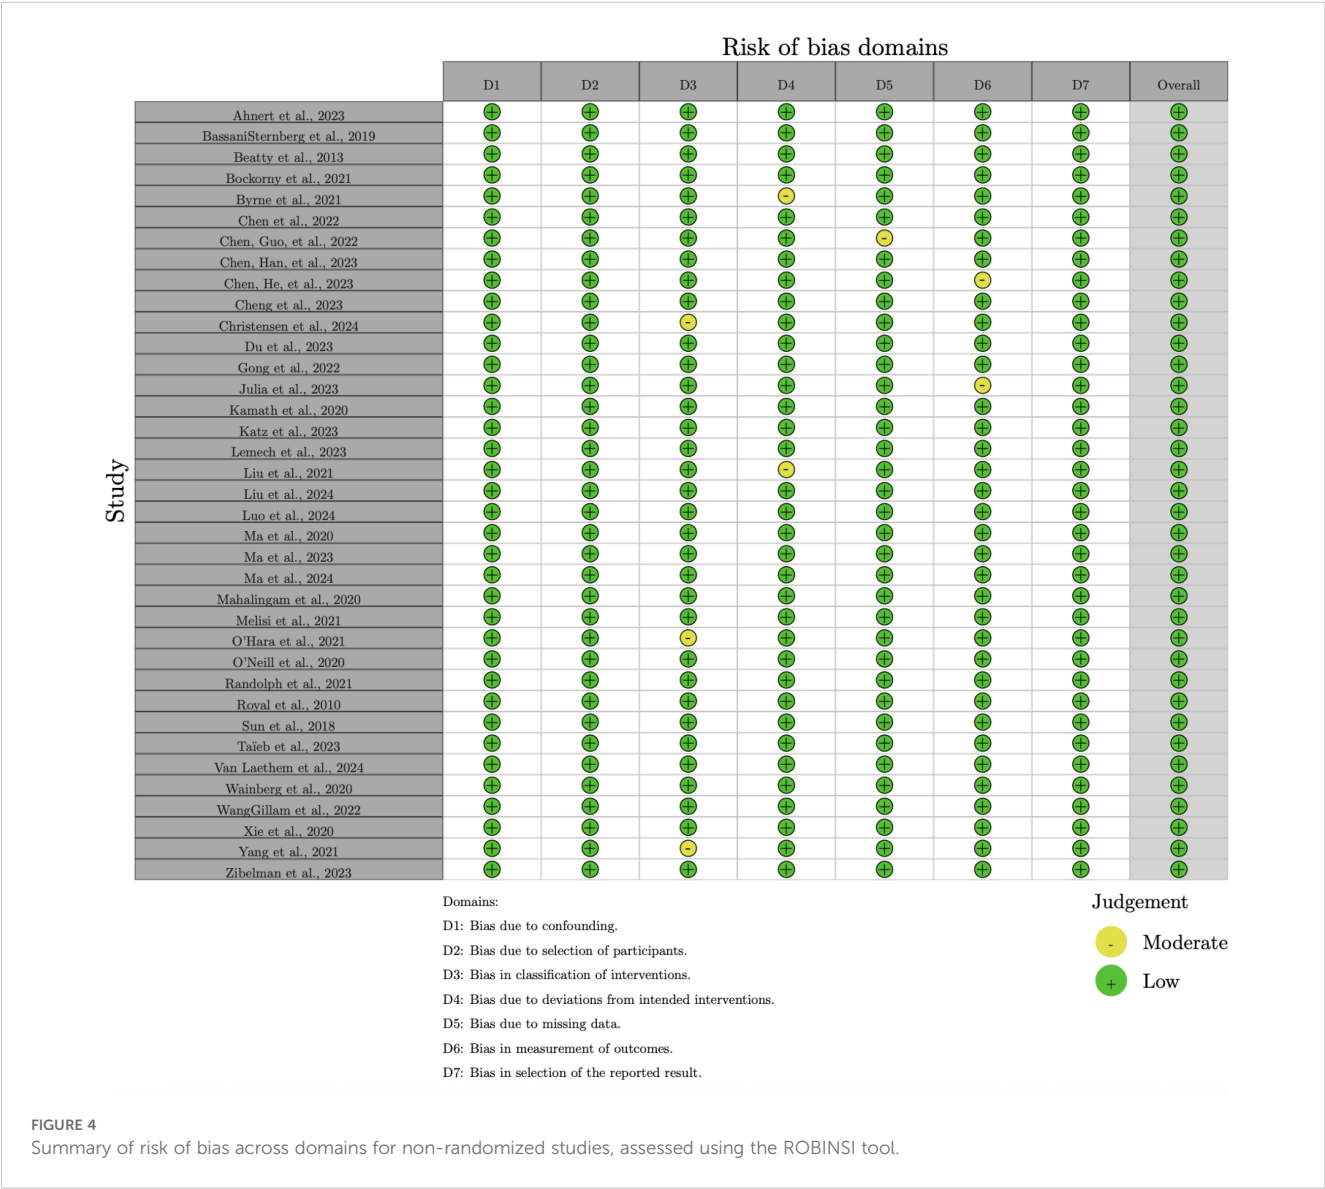 Risk of bias domains
D1 D2 D3 D4 D5 D6 D7 Overall
Study
Ahnert et al., 2023 + + + + + + + +
BassaniSternberg et al., 2019 + + + + + + + +
Beatty et al., 2013 + + + + + + + +
Bockorny et al., 2021 + + + + + + + +
Byrne et al., 2021 + + + - + + + +
Chen et al., 2022 + + + + + + + +
Chen, Guo, et al., 2022 + + + + - + + +
Chen, Han, et al., 2023 + + + + + + + +
Chen, He, et al., 2023 + + + + + - + +
Cheng et al., 2023 + + + + + + + +
Christensen et al., 2024 + + - + + + + +
Du et al., 2023 + + + + + + + +
Gong et al., 2022 + + + + + + + +
Julia et al., 2023 + + + + + - + +
Kamath et al., 2020 + + + + + + + +
Katz et al., 2023 + + + + + + + +
Lemech et al., 2023 + + + + + + + +
Liu et al., 2021 + + + - + + + +
Liu et al., 2024 + + + + + + + +
Luo et al., 2024 + + + + + + + +
Ma et al., 2020 + + + + + + + +
Ma et al., 2023 + + + + + + + +
Ma et al., 2024 + + + + + + + +
Mahalingam et al., 2020 + + + + + + + +
Melisi et al., 2021 + + + + + + + +
O'Hara et al., 2021 + + - + + + + +
O'Neill et al., 2020 + + + + + + + +
Randolph et al., 2021 + + + + + + + +
Royal et al., 2010 + + + + + + + +
Sun et al., 2018 + + + + + + + +
Taïeb et al., 2023 + + + + + + + +
Van Laethem et al., 2024 + + + + + + + +
Wainberg et al., 2020 + + + + + + + +
WangGillam et al., 2022 + + + + + + + +
Xie et al., 2020 + + + + + + + +
Yang et al., 2021 + + - + + + + +
Zibelman et al., 2023 + + + + + + + +
Domains:
D1: Bias due to confounding.
D2: Bias due to selection of participants.
D3: Bias in classification of interventions.
D4: Bias due to deviations from intended interventions.
D5: Bias due to missing data.
D6: Bias in measurement of outcomes.
D7: Bias in selection of the reported result.
Judgement
- Moderate
+ Low
FIGURE 4
Summary of risk of bias across domains for non-randomized studies, assessed using the ROBINSI tool.